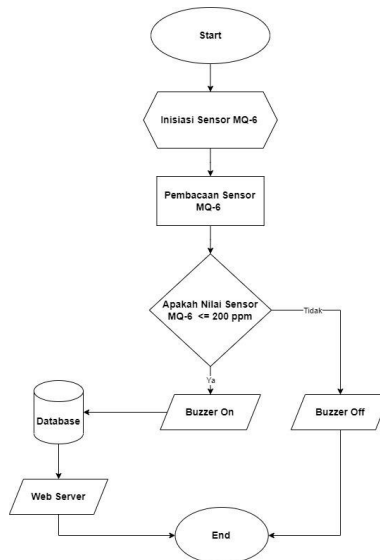 Start
Inisiasi Sensor MQ-6
Pembacaan Sensor
MQ-6
Apakah Nilai Sensor
MQ-6 <= 200 ppm
Tidak
Ya
Buzzer On
Buzzer Off
Database
Web Server
End